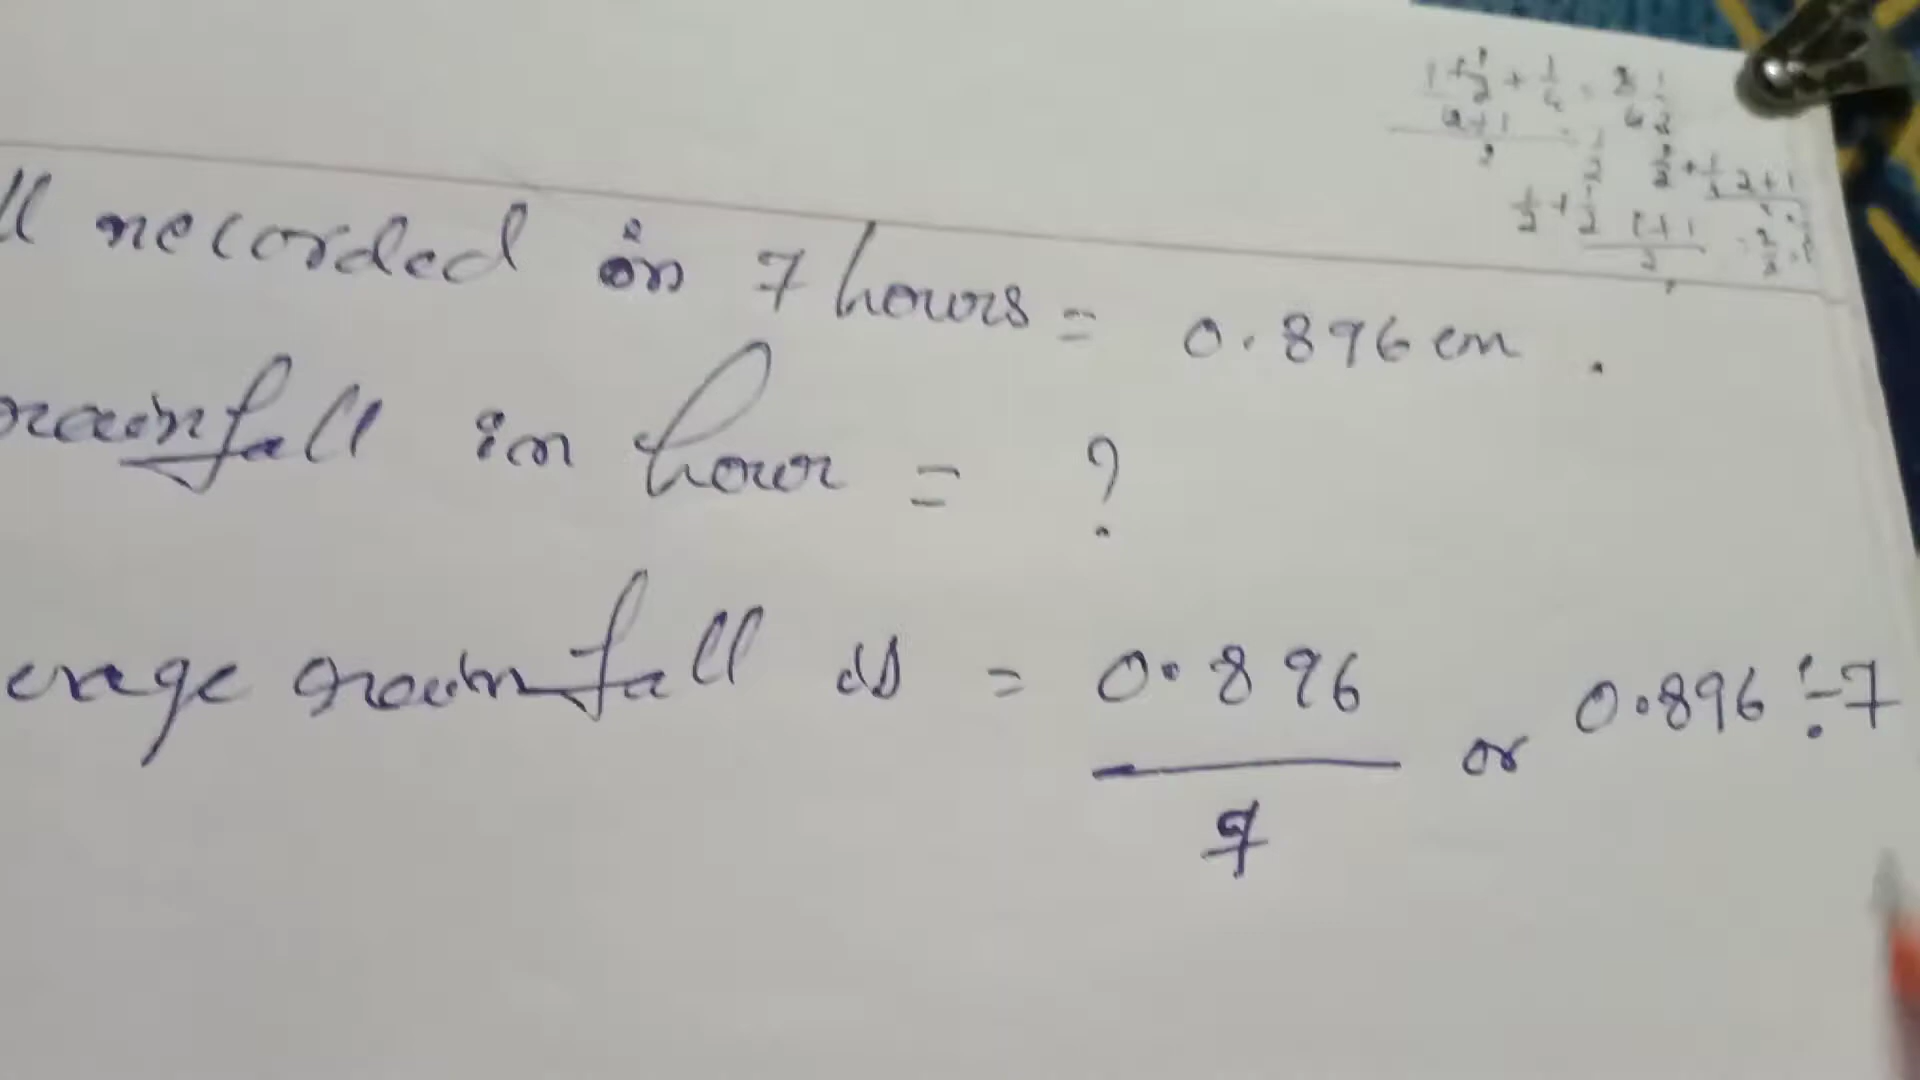 ll recorded in 7 hours = 0.896 cm .
rainfall in hour = ?
erage rainfall is = 0.896 / 7 or 0.896 ÷ 7